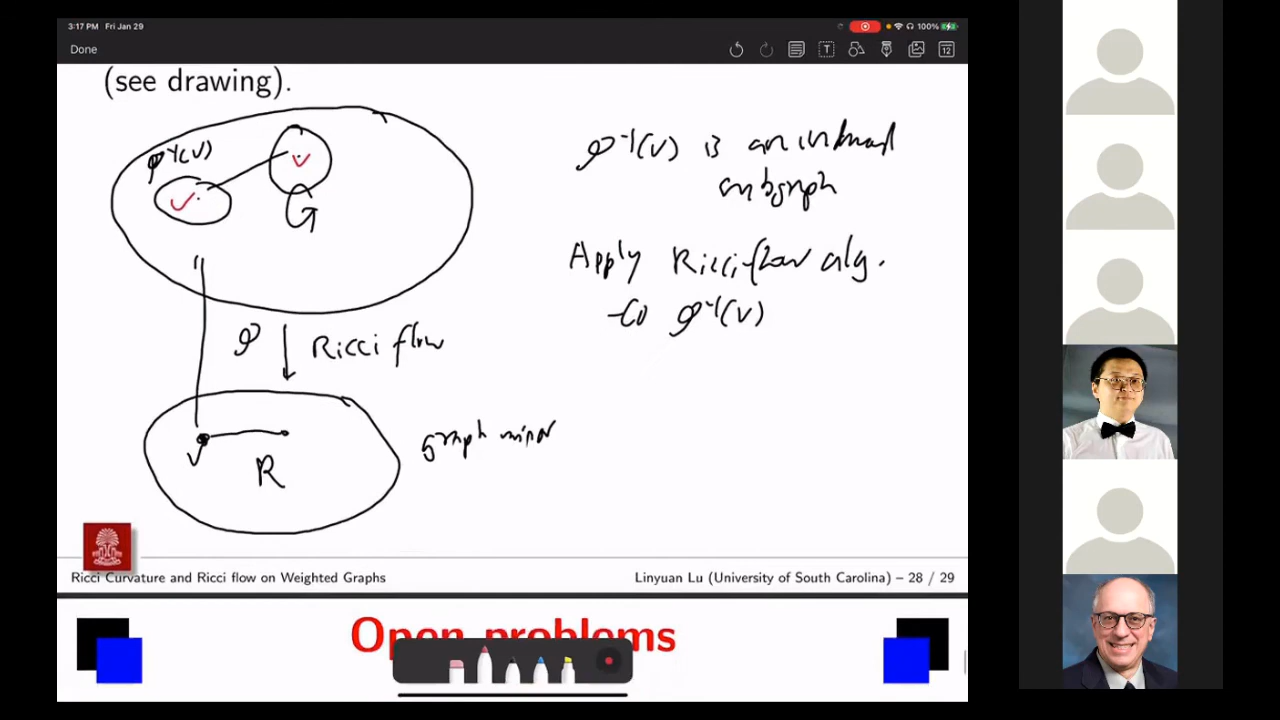 3:17 PM Fri Jan 29
100%
Done
12
(see drawing).
φ⁻¹(v)
G
φ⁻¹(v) is an induced
subgraph
Apply Ricci-flow alg.
to φ⁻¹(v)
φ
Ricci flow
graph minor
v
R
Ricci Curvature and Ricci flow on Weighted Graphs
Linyuan Lu (University of South Carolina) – 28 / 29
Open problems